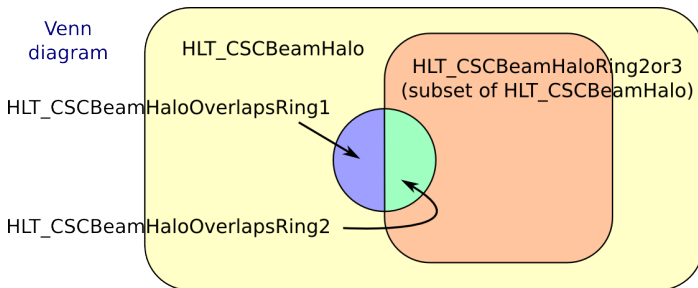 Venn
diagram
HLT_CSCBeamHalo
HLT_CSCBeamHaloRing2or3
(subset of HLT_CSCBeamHalo)
HLT_CSCBeamHaloOverlapsRing1
HLT_CSCBeamHaloOverlapsRing2